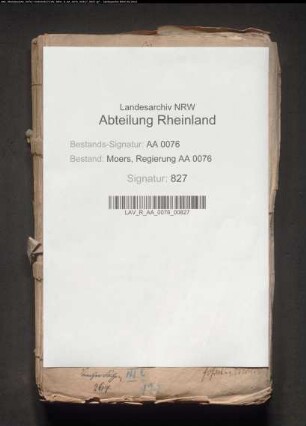 Landesarchiv NRW
Abteilung Rheinland
Bestands-Signatur: AA 0076
Bestand: Moers, Regierung AA 0076
Signatur: 827
LAV_R_AA_0076_00827